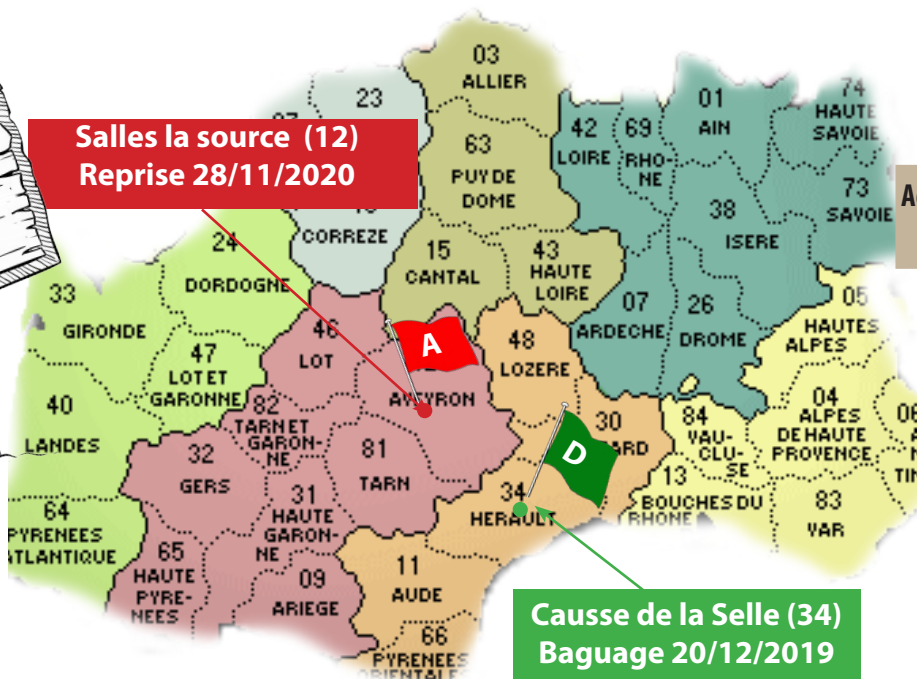 03
ALLIER
23
01
AIN
74
HAUTE
SAVOIE
Salles la source (12)
Reprise 28/11/2020
42
LOIRE
69
RHO-
NE
63
PUY DE
DOME
73
SAVOIE
38
ISERE
CORREZE
24
DORDOGNE
15
CANTAL
43
HAUTE
LOIRE
33
GIRONDE
07
ARDECHE
26
DROME
05
HAUTES
ALPES
46
LOT
A
AVEYRON
48
LOZERE
47
LOT ET
GARONNE
40
LANDES
82
TARN ET
GARON-
NE
81
TARN
30
D
84
VAU-
CLU-
SE
04
ALPES
DE HAUTE
PROVENCE
32
GERS
31
HAUTE
GARON-
NE
34
HERAULT
13
BOUCHES DU
RHONE
83
VAR
64
PYRENEES
ATLANTIQUE
65
HAUTE
PYRE-
NEES
09
ARIEGE
11
AUDE
66
PYRENEES
ORIENTALES
Causse de la Selle (34)
Baguage 20/12/2019